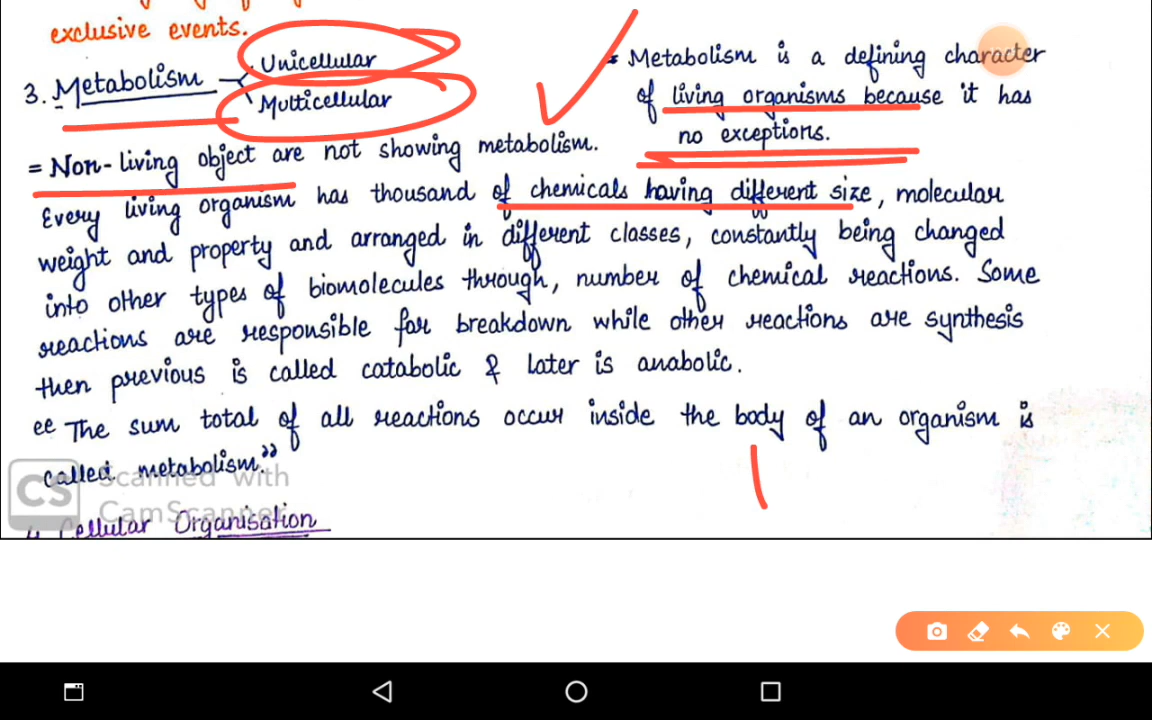 exclusive events.
3. Metabolism
Unicellular
Multicellular
* Metabolism is a defining character
of living organisms because it has
no exceptions.
= Non-living object are not showing metabolism.
Every living organism has thousand of chemicals having different size, molecular
weight and property and arranged in different classes, constantly being changed
into other types of biomolecules through, number of chemical reactions. Some
reactions are responsible for breakdown while other reactions are synthesis
then previous is called catabolic & later is anabolic.
"The sum total of all reactions occur inside the body of an organism is
called metabolism."
CS Scanned with
CamScanner
4. Cellular Organisation